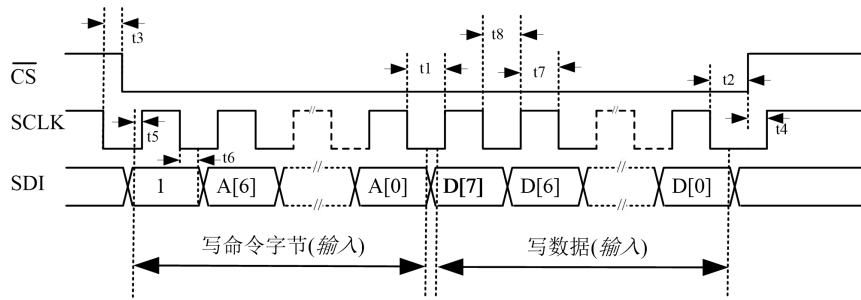 t3
t8
CS
t1
t7
t2
SCLK
t5
t4
t6
SDI
1
A[6]
A[0]
D[7]
D[6]
D[0]
写命令字节(输入)
写数据(输入)